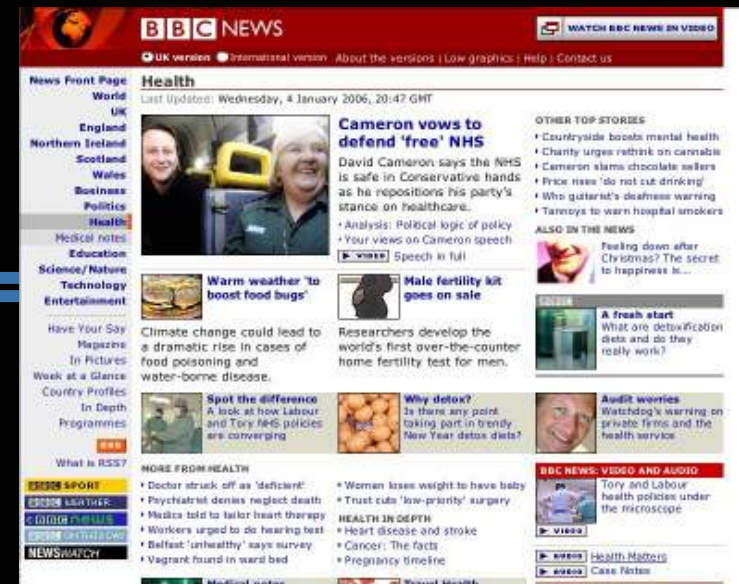 BBC NEWS
WATCH BBC NEWS IN VIDEO
UK version International version About the versions | Low graphics | Help | Contact us
News Front Page
World
UK
England
Northern Ireland
Scotland
Wales
Business
Politics
Health
Medical notes
Education
Science/Nature
Technology
Entertainment
Have Your Say
Magazine
In Pictures
Week at a Glance
Country Profiles
In Depth
Programmes
RSS
What is RSS?
SPORT
WEATHER
NEWSWATCH
Health
Last Updated: Wednesday, 4 January 2006, 20:47 GMT
Cameron vows to
defend 'free' NHS
David Cameron says the NHS
is safe in Conservative hands
as he repositions his party's
stance on healthcare.
Analysis: Political logic of policy
Your views on Cameron speech
VIDEO Speech in full
Warm weather 'to
boost food bugs'
Climate change could lead to
a dramatic rise in cases of
food poisoning and
water-borne disease.
Male fertility kit
goes on sale
Researchers develop the
world's first over-the-counter
home fertility test for men.
OTHER TOP STORIES
Countryside boosts mental health
Charity urges rethink on cannabis
Cameron slams chocolate sellers
Price rises 'do not cut drinking'
Who guitarist's deafness warning
Tannoys to warn hospital smokers
ALSO IN THE NEWS
Feeling down after
Christmas? The secret
to happiness is...
A fresh start
What are detoxification
diets and do they
really work?
Spot the difference
A look at how Labour
and Tory NHS policies
are converging
Why detox?
Is there any point
taking part in trendy
New Year detox diets?
Audit worries
Watchdog's warning on
private firms and the
health service
MORE FROM HEALTH
Doctor struck off as 'deficient'
Psychiatrist denies neglect death
Medics told to tailor heart therapy
Workers urged to do hearing test
Belfast 'unhealthy' says survey
Vagrant found in ward bed
Woman loses weight to have baby
Trust cuts 'low-priority' surgery
HEALTH IN DEPTH
Heart disease and stroke
Cancer: The facts
Pregnancy timeline
BBC NEWS: VIDEO AND AUDIO
Tory and Labour
health policies under
the microscope
VIDEO
AUDIO Health Matters
AUDIO Case Notes
Medical notes
Travel Health